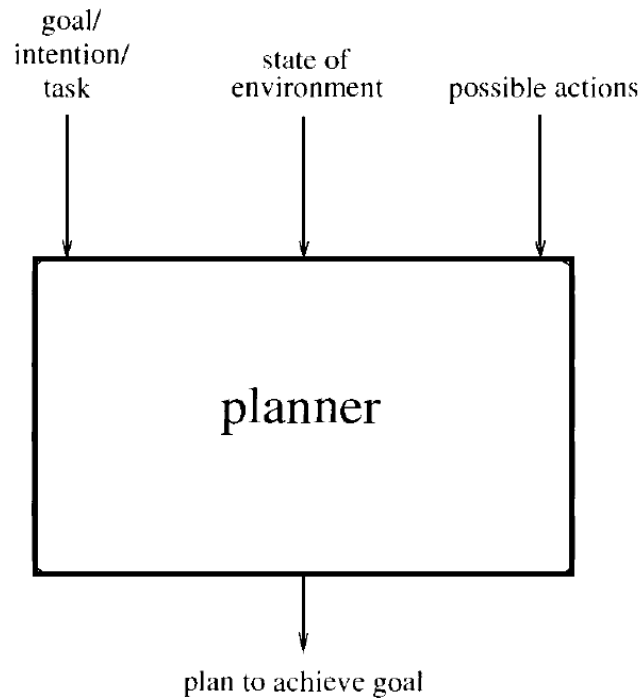 goal/
intention/
task
state of
environment
possible actions
planner
plan to achieve goal